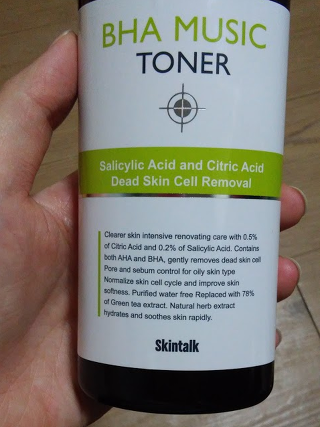 BHA MUSIC
TONER
Salicylic Acid and Citric Acid
Dead Skin Cell Removal
Clearer skin intensive renovating care with 0.5%
of Citric Acid and 0.2% of Salicylic Acid. Contains
both AHA and BHA, gently removes dead skin cell
Pore and sebum control for oily skin type
Normalize skin cell cycle and improve skin
softness. Purified water free Replaced with 78%
of Green tea extract. Natural herb extract
hydrates and soothes skin rapidly.
Skintalk